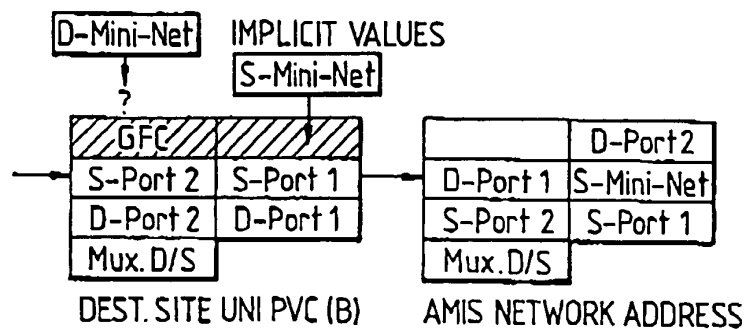 D-Mini-Net IMPLICIT VALUES
S-Mini-Net
?
GFC D-Port 2
S-Port 2 S-Port 1 D-Port 1 S-Mini-Net
D-Port 2 D-Port 1 S-Port 2 S-Port 1
Mux. D/S Mux. D/S
DEST. SITE UNI PVC (B) AMIS NETWORK ADDRESS